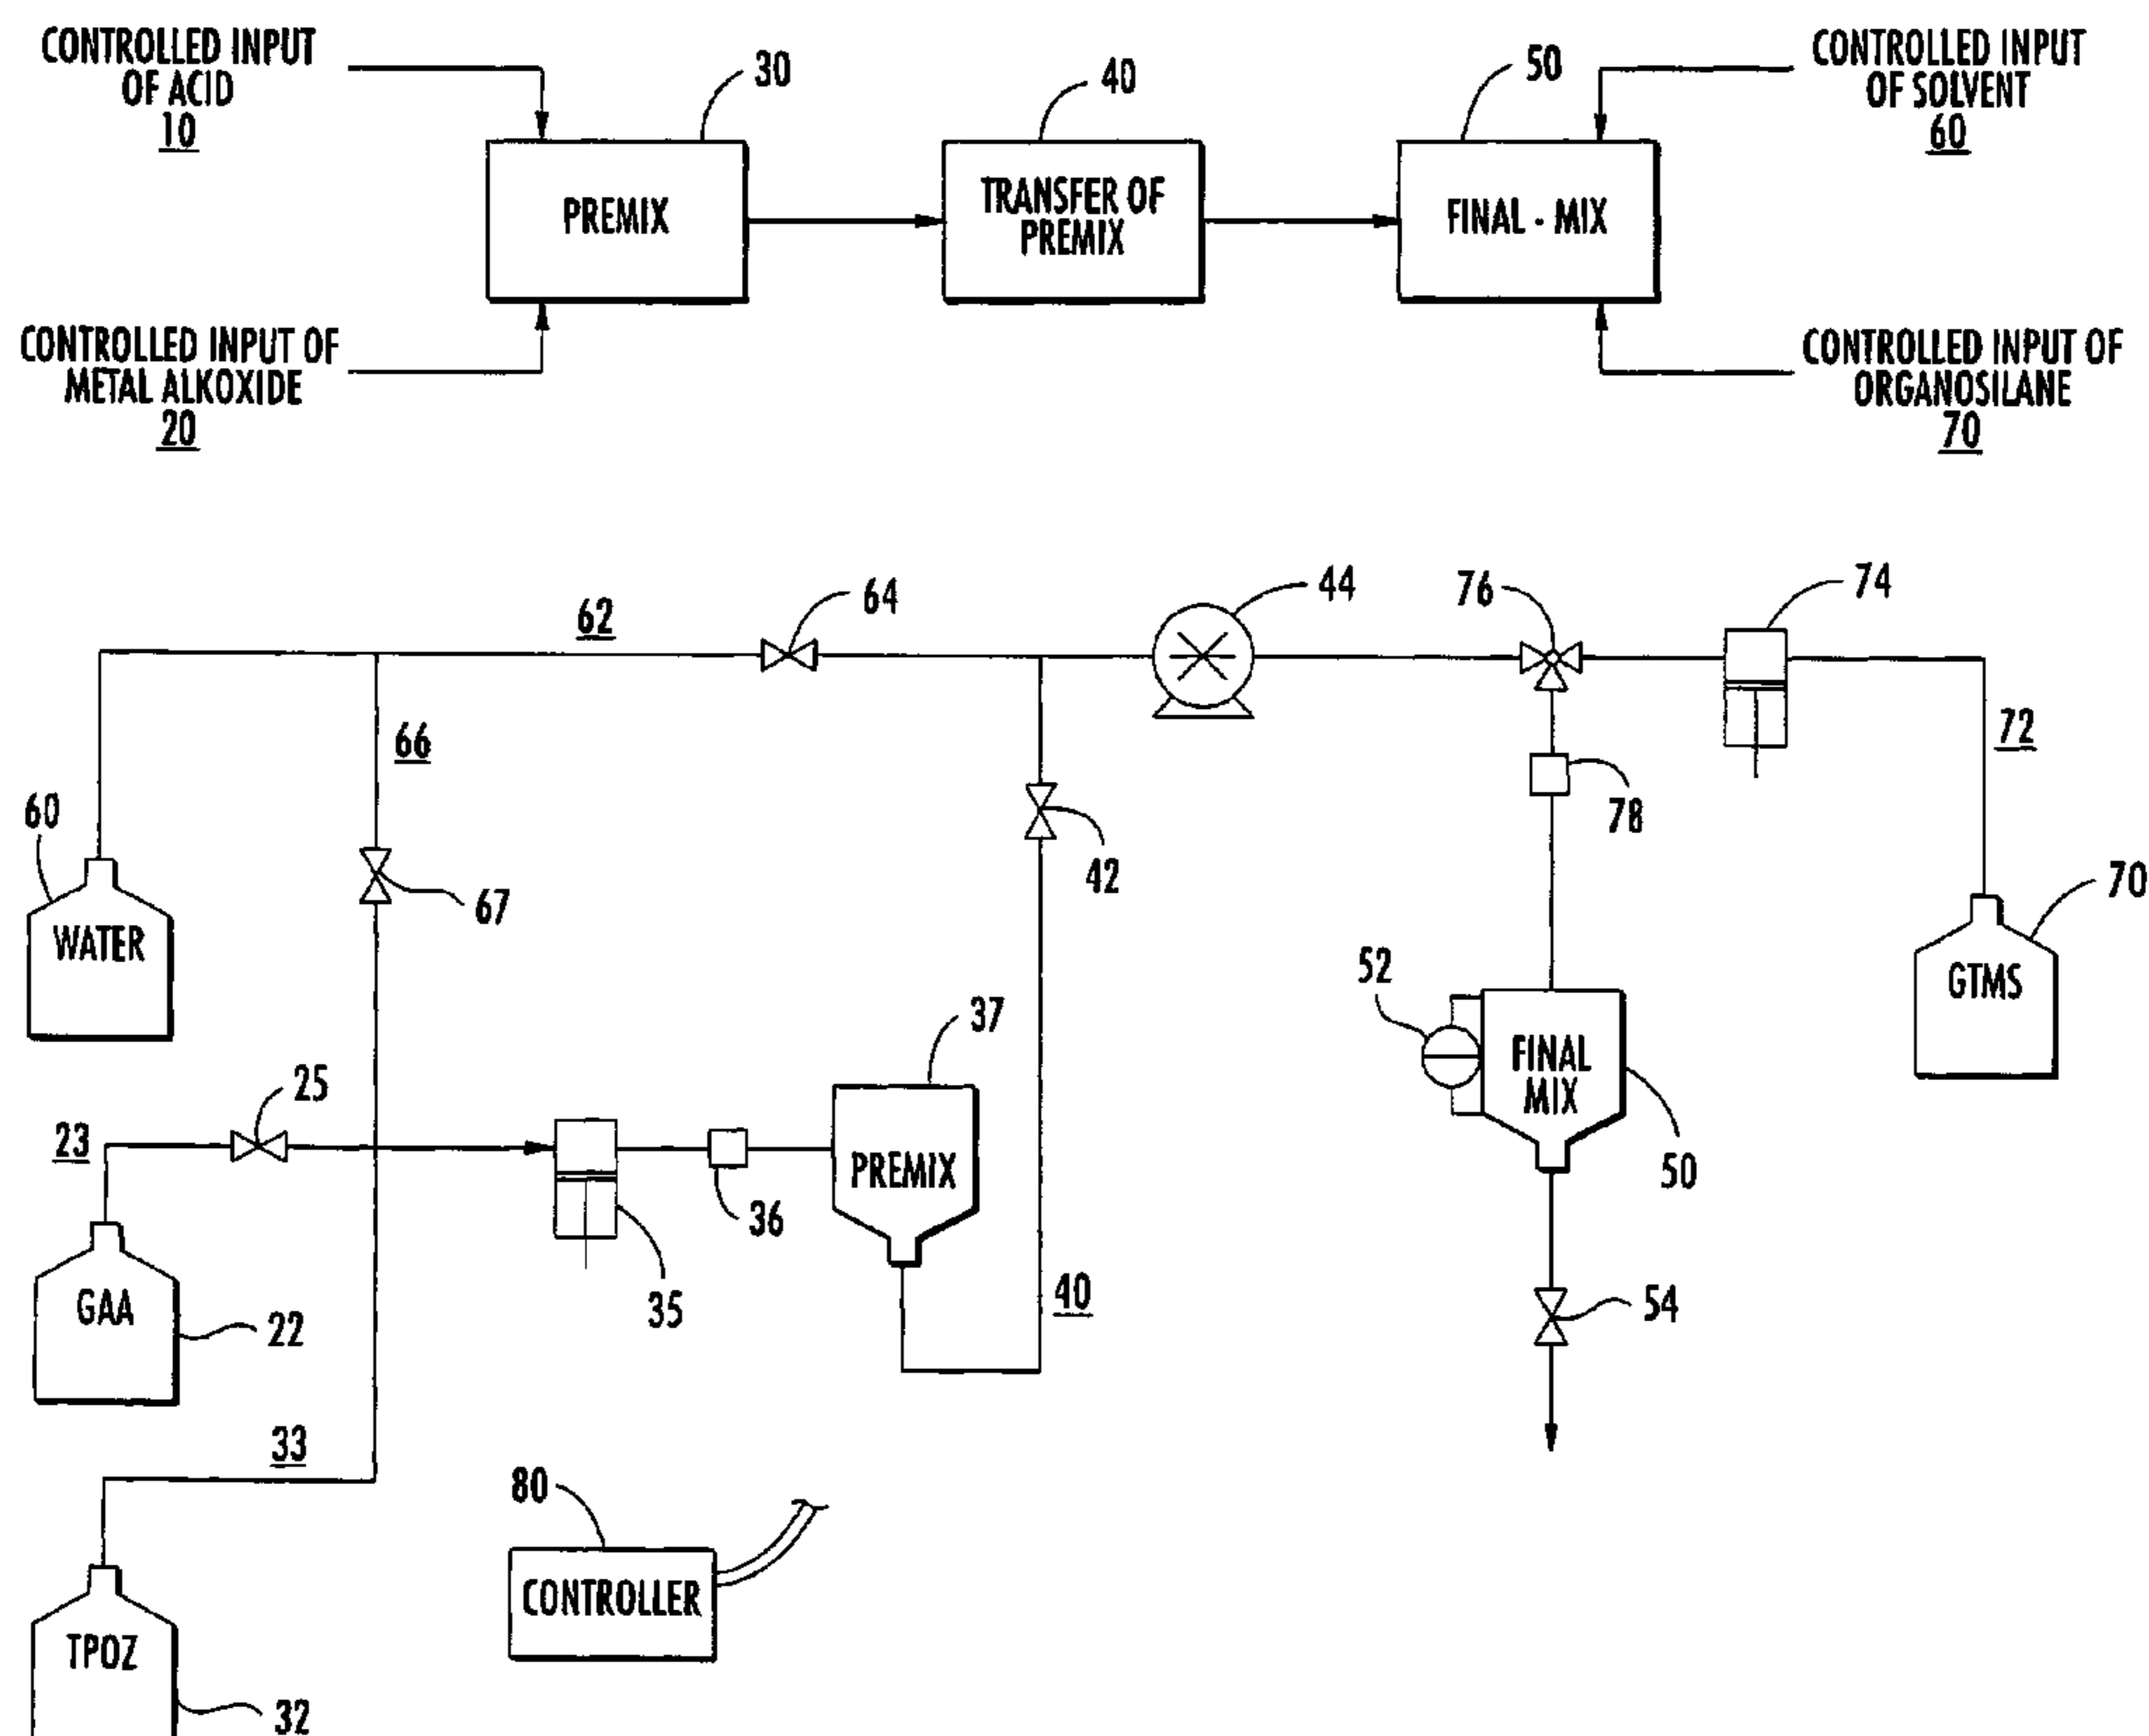 CONTROLLED INPUT
OF ACID
10
30
40
50
CONTROLLED INPUT
OF SOLVENT
60
PREMIX
TRANSFER OF
PREMIX
FINAL - MIX
CONTROLLED INPUT OF
METAL ALKOXIDE
20
CONTROLLED INPUT OF
ORGANOSILANE
70
62
64
44
76
74
66
72
60
78
42
67
70
WATER
GTMS
52
37
FINAL
MIX
25
23
PREMIX
50
36
GAA
22
35
40
54
33
80
CONTROLLER
TPOZ
32